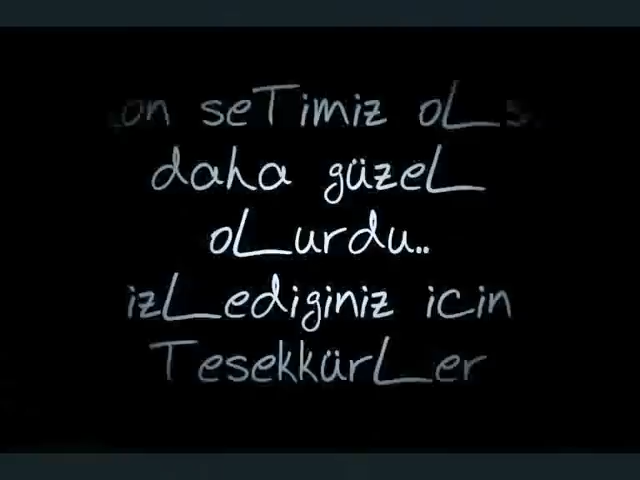 seTimiz
daha güzeL
oLurdu..
izLediginiz icin
TesekkürLer